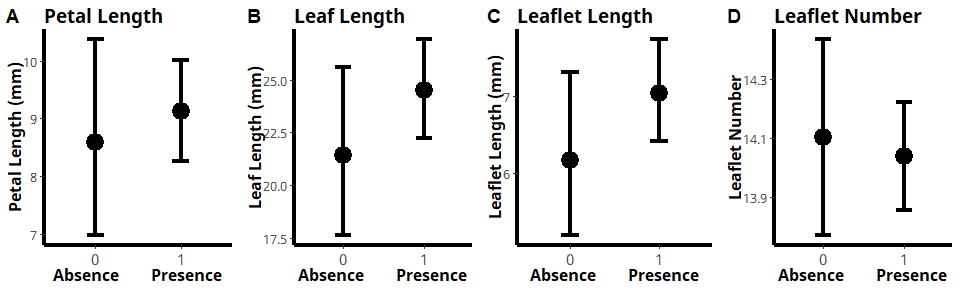 A Petal Length
Petal Length (mm)
10
9
8
7
0 1
Absence Presence
B Leaf Length
Leaf Length (mm)
25.0
22.5
20.0
17.5
0 1
Absence Presence
C Leaflet Length
Leaflet Length (mm)
7
6
0 1
Absence Presence
D Leaflet Number
Leaflet Number
14.3
14.1
13.9
0 1
Absence Presence